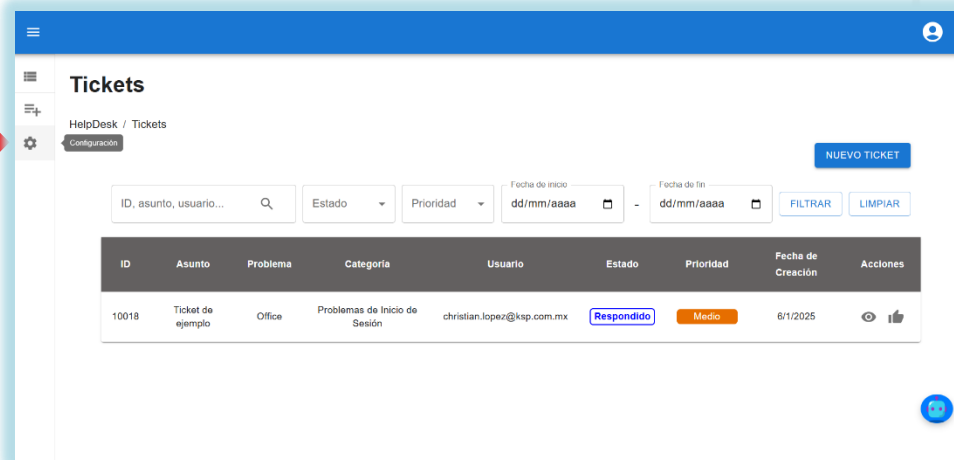 Tickets
HelpDesk / Tickets
Configuración
NUEVO TICKET
ID, asunto, usuario...
Estado
Prioridad
Fecha de inicio
dd/mm/aaaa
-
Fecha de fin
dd/mm/aaaa
FILTRAR
LIMPIAR
ID
Asunto
Problema
Categoría
Usuario
Estado
Prioridad
Fecha de
Creación
Acciones
10018
Ticket de
ejemplo
Office
Problemas de Inicio de
Sesión
christian.lopez@ksp.com.mx
Respondido
Medio
6/1/2025